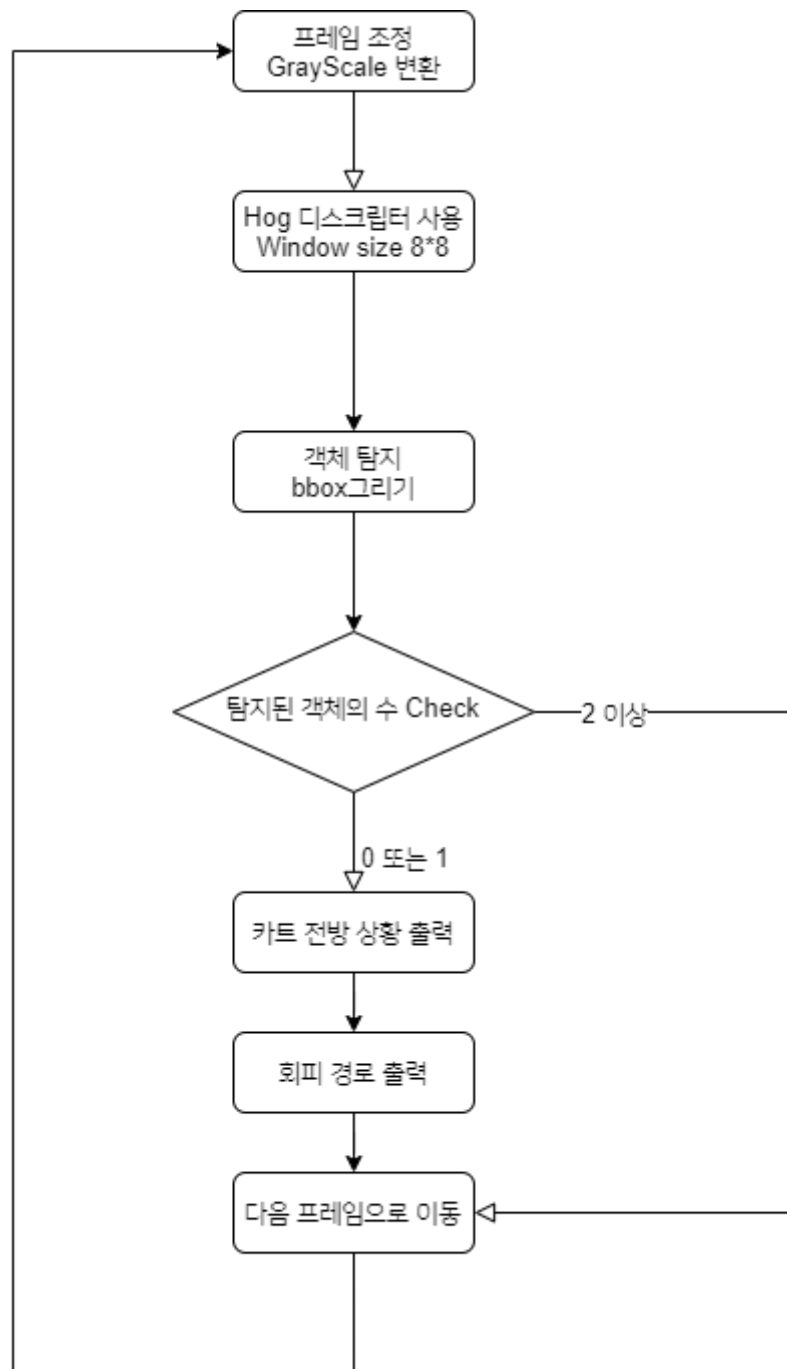 프레임 조정
GrayScale 변환
Hog 디스크립터 사용
Window size 8*8
객체 탐지
bbox그리기
탐지된 객체의 수 Check
2 이상
0 또는 1
카트 전방 상황 출력
회피 경로 출력
다음 프레임으로 이동